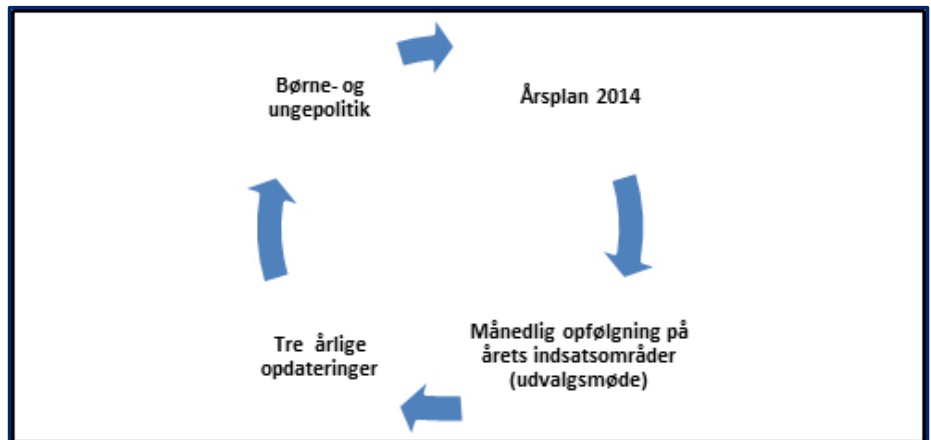 Børne- og
ungepolitik
Årsplan 2014
Månedlig opfølgning på
årets indsatsområder
(udvalgsmøde)
Tre årlige
opdateringer